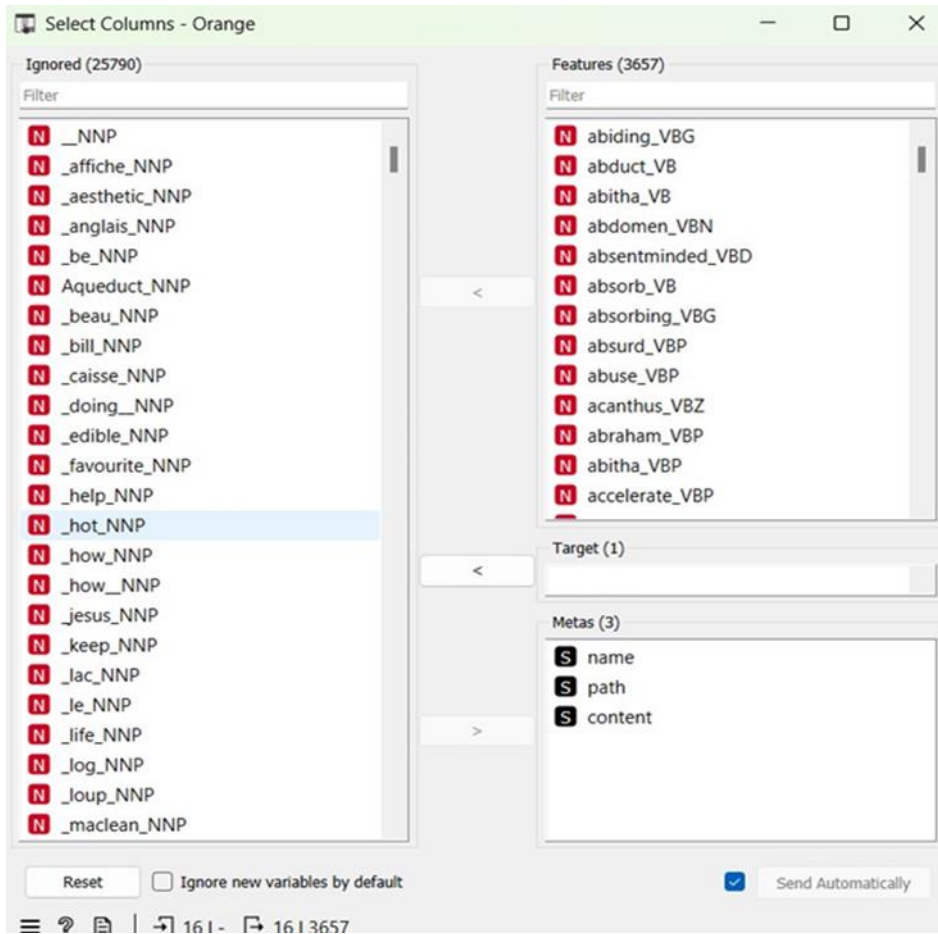 Select Columns - Orange
Ignored (25790)
Filter
N __NNP
N _affiche_NNP
N _aesthetic_NNP
N _anglais_NNP
N _be_NNP
N Aqueduct_NNP
N _beau_NNP
N _bill_NNP
N _caisse_NNP
N _doing__NNP
N _edible_NNP
N _favourite_NNP
N _help_NNP
N _hot_NNP
N _how_NNP
N _how__NNP
N _jesus_NNP
N _keep_NNP
N _lac_NNP
N _le_NNP
N _life_NNP
N _log_NNP
N _loup_NNP
N _maclean_NNP
<
<
>
Features (3657)
Filter
N abiding_VBG
N abduct_VB
N abitha_VB
N abdomen_VBN
N absentminded_VBD
N absorb_VB
N absorbing_VBG
N absurd_VBP
N abuse_VBP
N acanthus_VBZ
N abraham_VBP
N abitha_VBP
N accelerate_VBP
Target (1)
Metas (3)
S name
S path
S content
Reset
Ignore new variables by default
Send Automatically
? 16 | - 16 | 3657